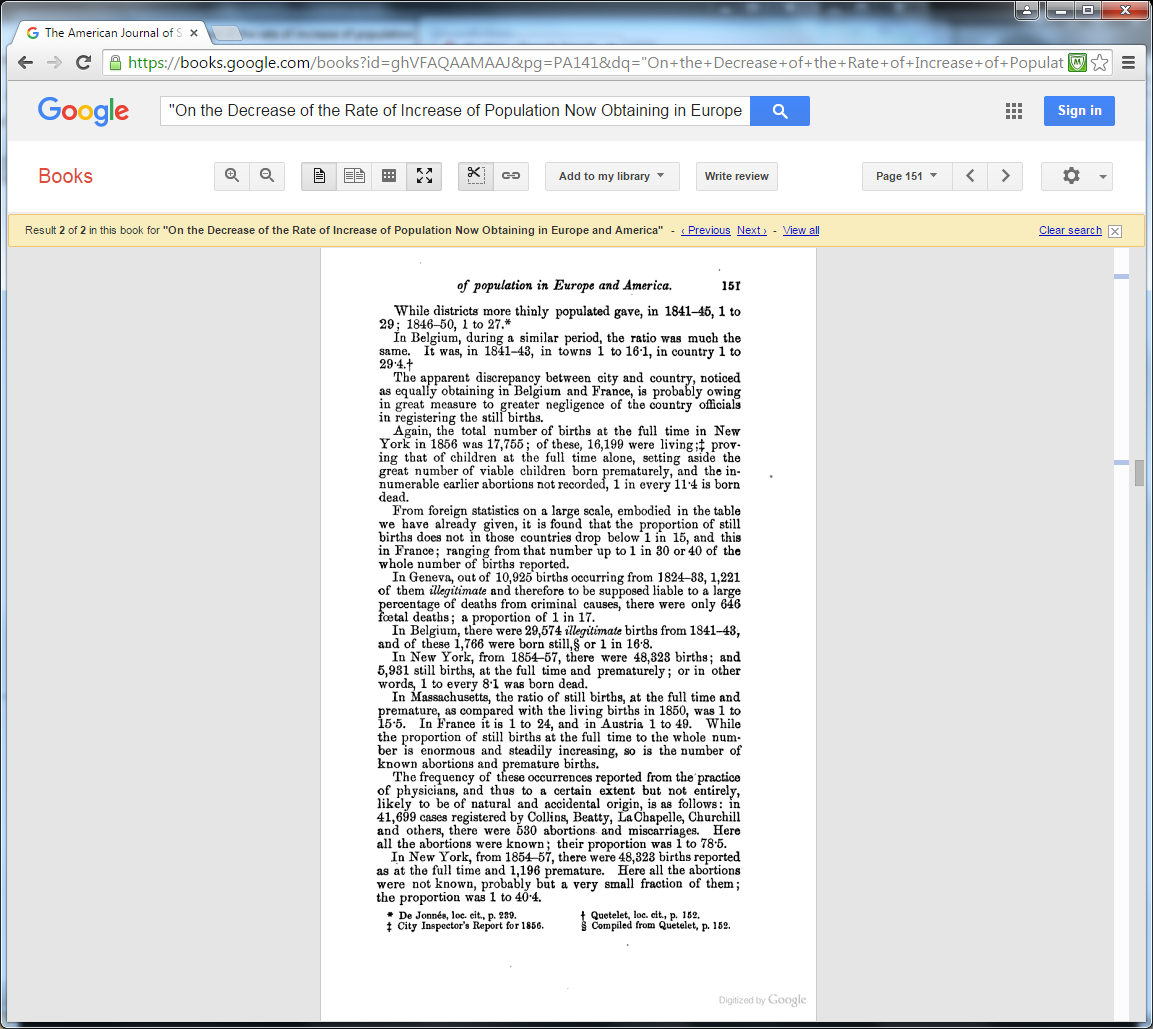 The American Journal of S
https://books.google.com/books?id=ghVFAQAAMAAJ&pg=PA141&dq="On+the+Decrease+of+the+Rate+of+Increase+of+Populat
Google
"On the Decrease of the Rate of Increase of Population Now Obtaining in Europe
Sign in
Books
Add to my library
Write review
Page 151
Result 2 of 2 in this book for "On the Decrease of the Rate of Increase of Population Now Obtaining in Europe and America" - ‹ Previous Next › - View all
Clear search
of population in Europe and America. 151
While districts more thinly populated gave, in 1841–45, 1 to
29; 1846–50, 1 to 27.*
In Belgium, during a similar period, the ratio was much the
same. It was, in 1841–43, in towns 1 to 16·1, in country 1 to
29·4.†
The apparent discrepancy between city and country, noticed
as equally obtaining in Belgium and France, is probably owing
in great measure to greater negligence of the country officials
in registering the still births.
Again, the total number of births at the full time in New
York in 1856 was 17,755; of these, 16,199 were living;‡ prov-
ing that of children at the full time alone, setting aside the
great number of viable children born prematurely, and the in-
numerable earlier abortions not recorded, 1 in every 11·4 is born
dead.
From foreign statistics on a large scale, embodied in the table
we have already given, it is found that the proportion of still
births does not in those countries drop below 1 in 15, and this
in France; ranging from that number up to 1 in 30 or 40 of the
whole number of births reported.
In Geneva, out of 10,925 births occurring from 1824–33, 1,221
of them illegitimate and therefore to be supposed liable to a large
percentage of deaths from criminal causes, there were only 646
fœtal deaths; a proportion of 1 in 17.
In Belgium, there were 29,574 illegitimate births from 1841–43,
and of these 1,766 were born still,§ or 1 in 16·8.
In New York, from 1854–57, there were 48,323 births; and
5,931 still births, at the full time and prematurely; or in other
words, 1 to every 8·1 was born dead.
In Massachusetts, the ratio of still births, at the full time and
premature, as compared with the living births in 1850, was 1 to
15·5. In France it is 1 to 24, and in Austria 1 to 49. While
the proportion of still births at the full time to the whole num-
ber is enormous and steadily increasing, so is the number of
known abortions and premature births.
The frequency of these occurrences reported from the practice
of physicians, and thus to a certain extent but not entirely,
likely to be of natural and accidental origin, is as follows: in
41,699 cases registered by Collins, Beatty, La Chapelle, Churchill
and others, there were 530 abortions and miscarriages. Here
all the abortions were known; their proportion was 1 to 78·5.
In New York, from 1854–57, there were 48,323 births reported
as at the full time and 1,196 premature. Here all the abortions
were not known, probably but a very small fraction of them;
the proportion was 1 to 40·4.
* De Jonnés, loc. cit., p. 239. † Quetelet, loc. cit., p. 152.
‡ City Inspector's Report for 1856. § Compiled from Quetelet, p. 152.
Digitized by Google